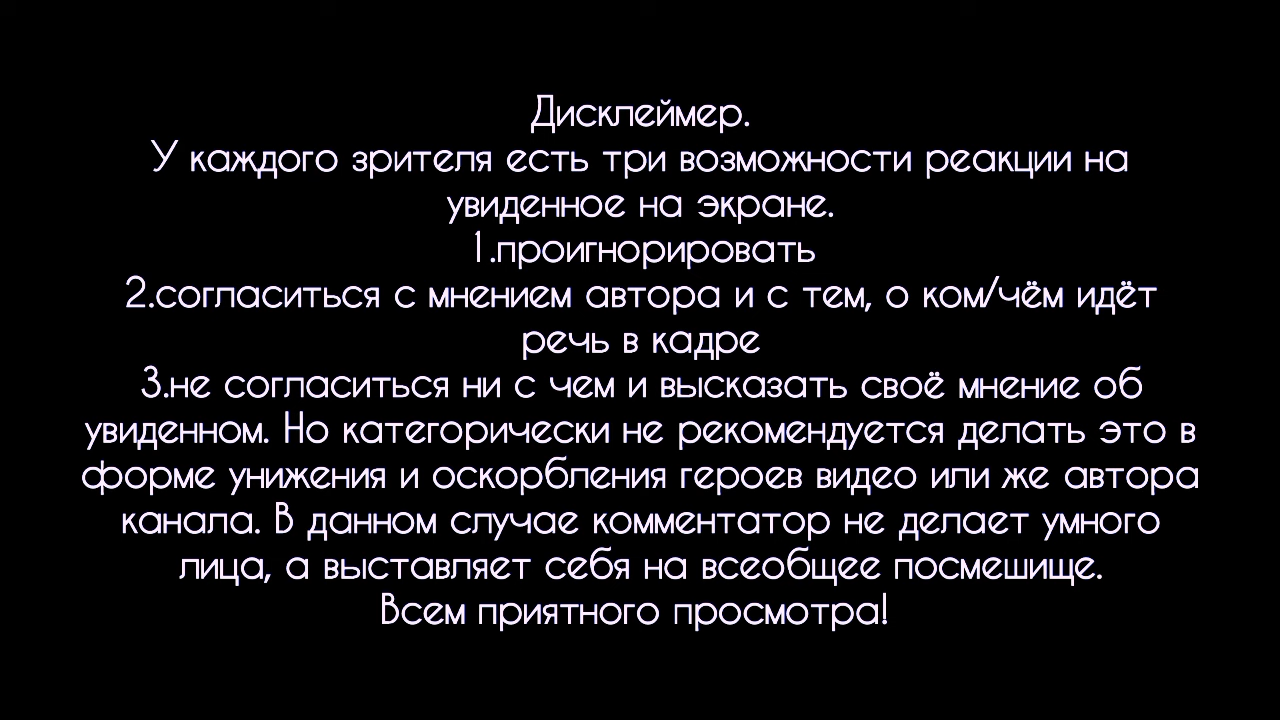 Дисклеймер.
У каждого зрителя есть три возможности реакции на
увиденное на экране.
1.проигнорировать
2.согласиться с мнением автора и с тем, о ком/чём идёт
речь в кадре
3.не согласиться ни с чем и высказать своё мнение об
увиденном. Но категорически не рекомендуется делать это в
форме унижения и оскорбления героев видео или же автора
канала. В данном случае комментатор не делает умного
лица, а выставляет себя на всеобщее посмешище.
Всем приятного просмотра!